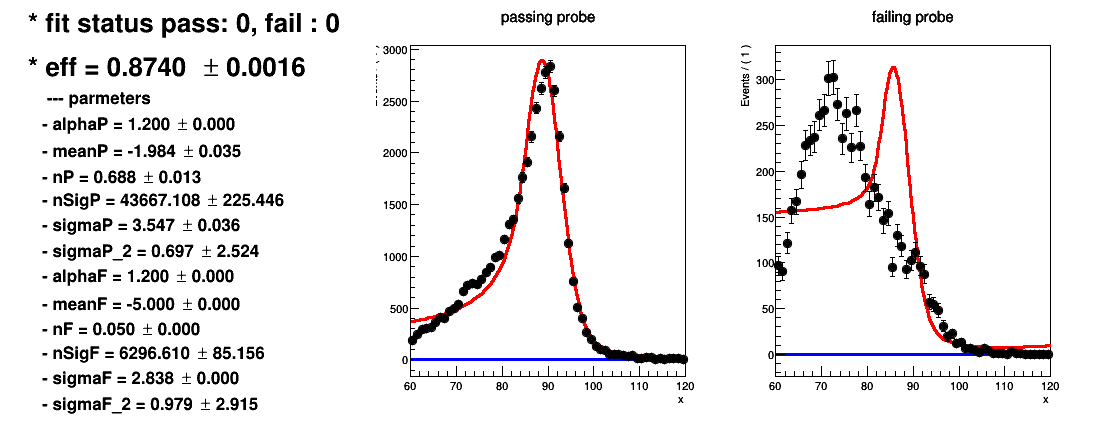 * fit status pass: 0, fail : 0
* eff = 0.8740 ± 0.0016
--- parmeters
- alphaP = 1.200 ± 0.000
- meanP = -1.984 ± 0.035
- nP = 0.688 ± 0.013
- nSigP = 43667.108 ± 225.446
- sigmaP = 3.547 ± 0.036
- sigmaP_2 = 0.697 ± 2.524
- alphaF = 1.200 ± 0.000
- meanF = -5.000 ± 0.000
- nF = 0.050 ± 0.000
- nSigF = 6296.610 ± 85.156
- sigmaF = 2.838 ± 0.000
- sigmaF_2 = 0.979 ± 2.915
passing probe
3000
2500
2000
1500
1000
500
0
60 70 80 90 100 110 120
x
failing probe
Events / ( 1 )
300
250
200
150
100
50
0
60 70 80 90 100 110 120
x